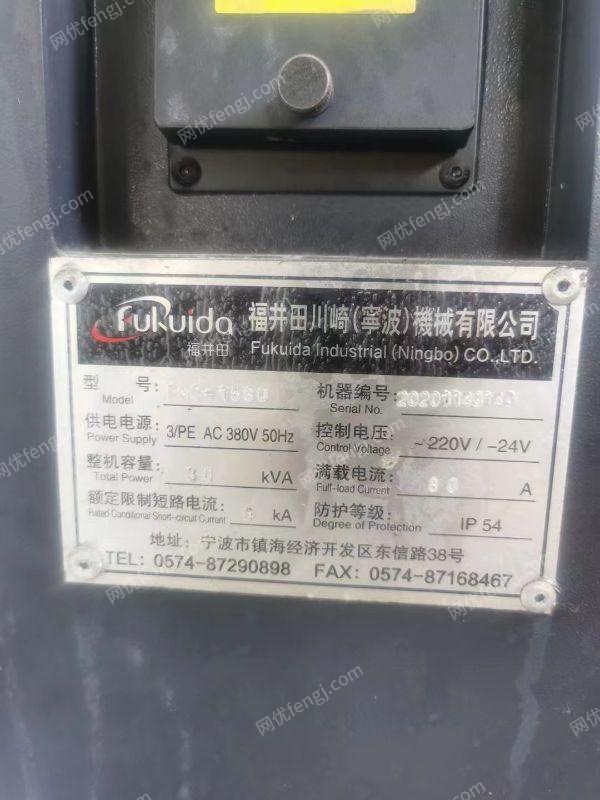 网优fengj.com
Fukuida
福井田
福井田川崎(寧波)機械有限公司
Fukuida Industrial (Ningbo) CO.,LTD.
型 号:
Model
机器编号:
Serial No.
供电电源: 3/PE AC 380V 50Hz
Power Supply
控制电压: ~220V / -24V
Control Voltage
整机容量: 30 kVA
Total Power
满载电流: A
Full-load Current
额定限制短路电流: kA
Rated Conditional Short-circuit Current
防护等级: IP 54
Degree of Protection
地址: 宁波市镇海经济开发区东信路38号
TEL: 0574-87290898 FAX: 0574-87168467